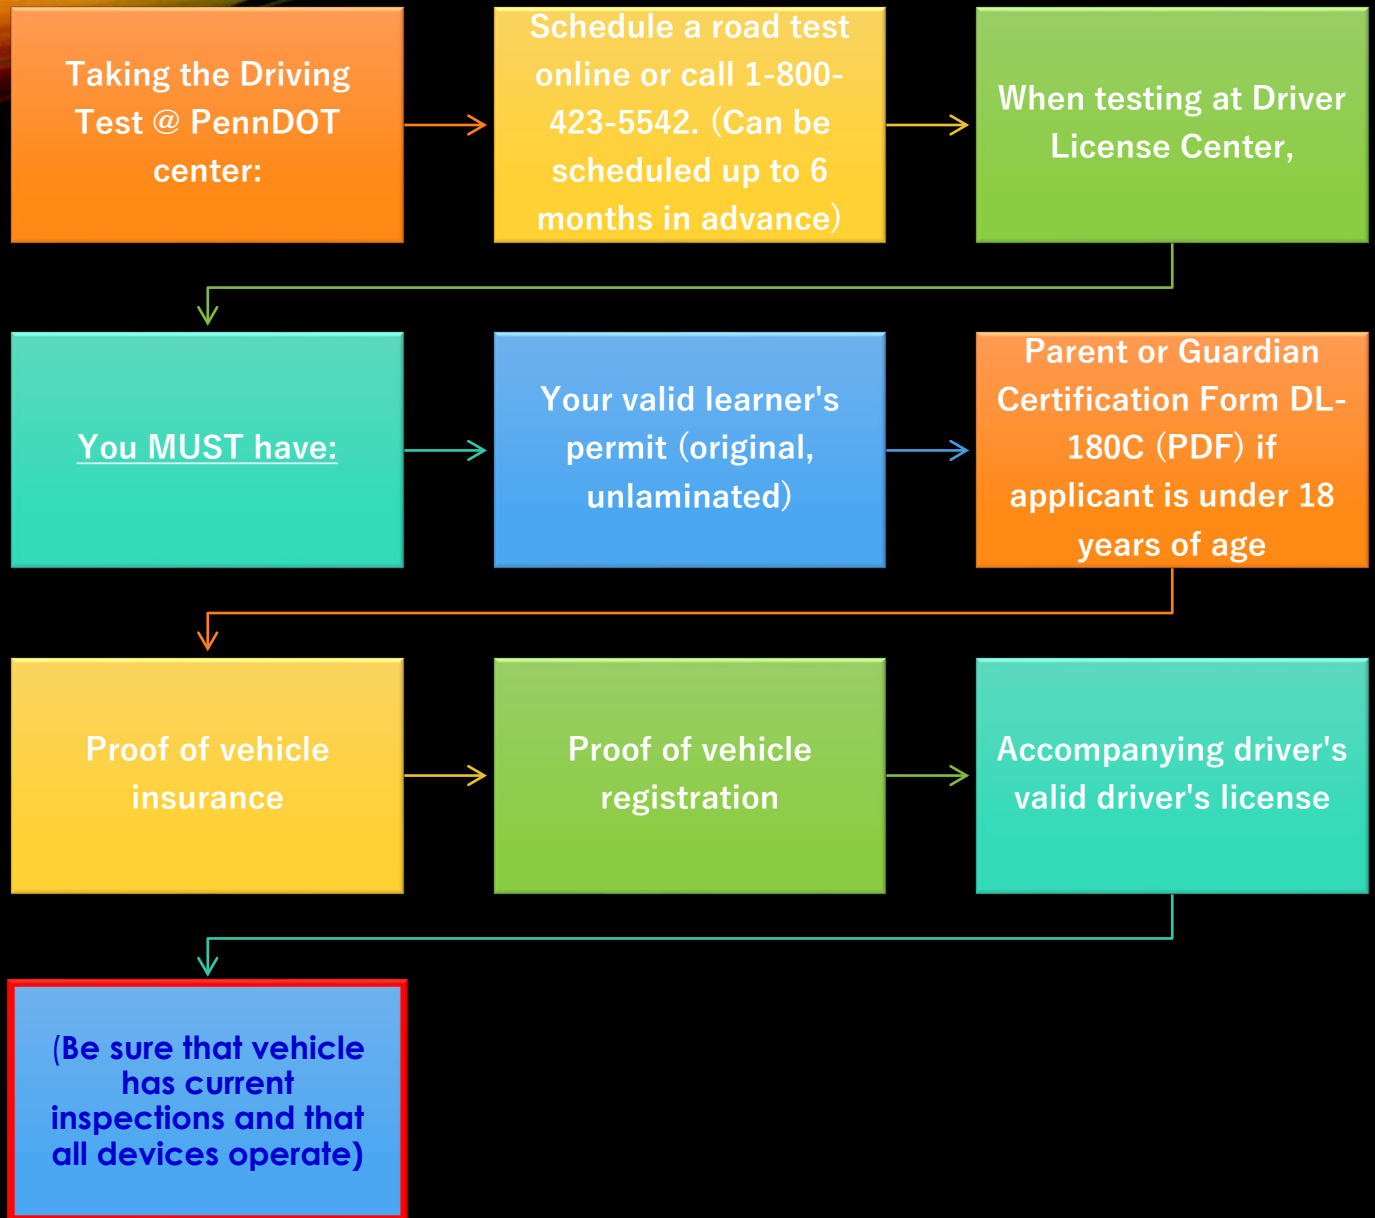 Taking the Driving
Test @ PennDOT
center:
Schedule a road test
online or call 1-800-
423-5542. (Can be
scheduled up to 6
months in advance)
When testing at Driver
License Center,
You MUST have:
Your valid learner's
permit (original,
unlaminated)
Parent or Guardian
Certification Form DL-
180C (PDF) if
applicant is under 18
years of age
Proof of vehicle
insurance
Proof of vehicle
registration
Accompanying driver's
valid driver's license
(Be sure that vehicle
has current
inspections and that
all devices operate)